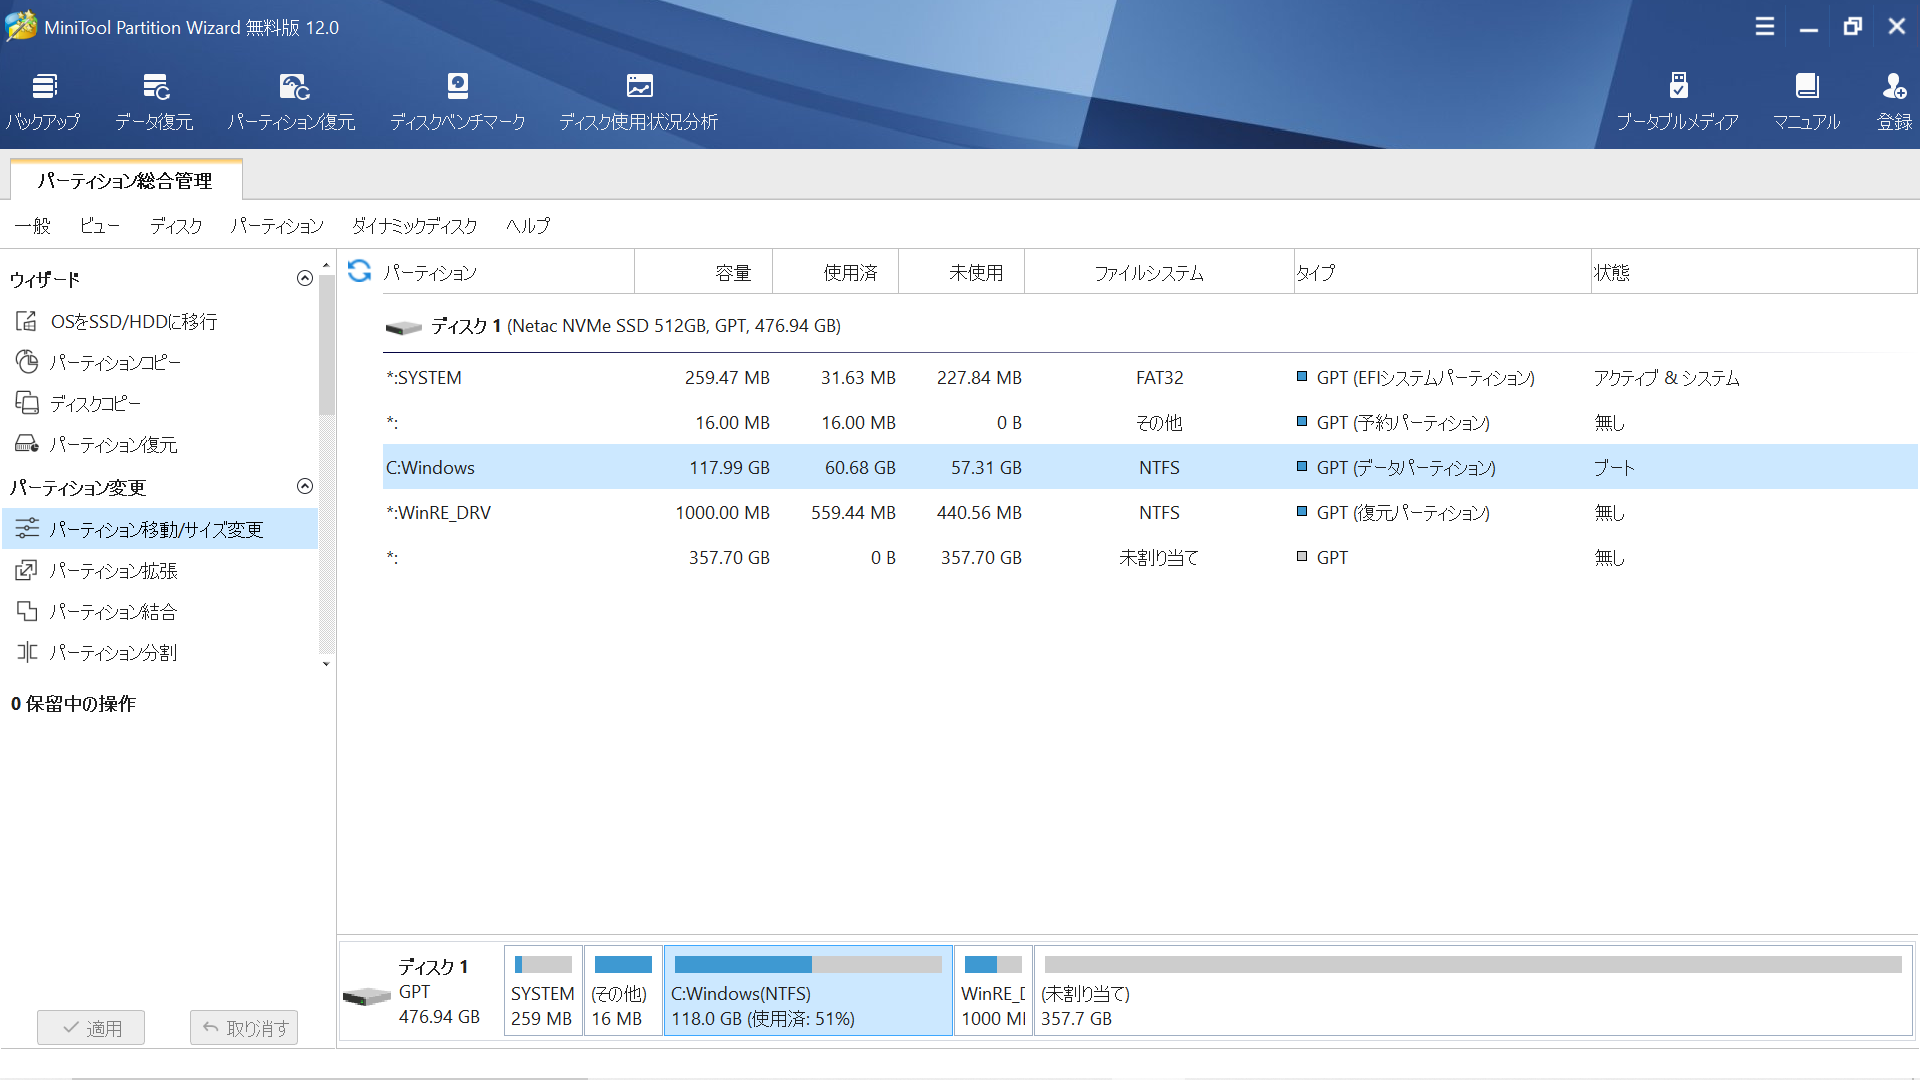 MiniTool Partition Wizard 無料版 12.0
バックアップ
データ復元
パーティション復元
ディスクベンチマーク
ディスク使用状況分析
ブータブルメディア
マニュアル
登録
パーティション総合管理
一般 ビュー ディスク パーティション ダイナミックディスク ヘルプ
ウィザード
OSをSSD/HDDに移行
パーティションコピー
ディスクコピー
パーティション復元
パーティション変更
パーティション移動/サイズ変更
パーティション拡張
パーティション結合
パーティション分割
0 保留中の操作
適用
取り消す
パーティション 容量 使用済 未使用 ファイルシステム タイプ 状態
ディスク 1 (Netac NVMe SSD 512GB, GPT, 476.94 GB)
*:SYSTEM 259.47 MB 31.63 MB 227.84 MB FAT32 GPT (EFIシステムパーティション) アクティブ & システム
*: 16.00 MB 16.00 MB 0 B その他 GPT (予約パーティション) 無し
C:Windows 117.99 GB 60.68 GB 57.31 GB NTFS GPT (データパーティション) ブート
*:WinRE_DRV 1000.00 MB 559.44 MB 440.56 MB NTFS GPT (復元パーティション) 無し
*: 357.70 GB 0 B 357.70 GB 未割り当て GPT 無し
ディスク 1
GPT
476.94 GB
SYSTEM
259 MB
(その他)
16 MB
C:Windows(NTFS)
118.0 GB (使用済: 51%)
WinRE_D
1000 MI
(未割り当て)
357.7 GB